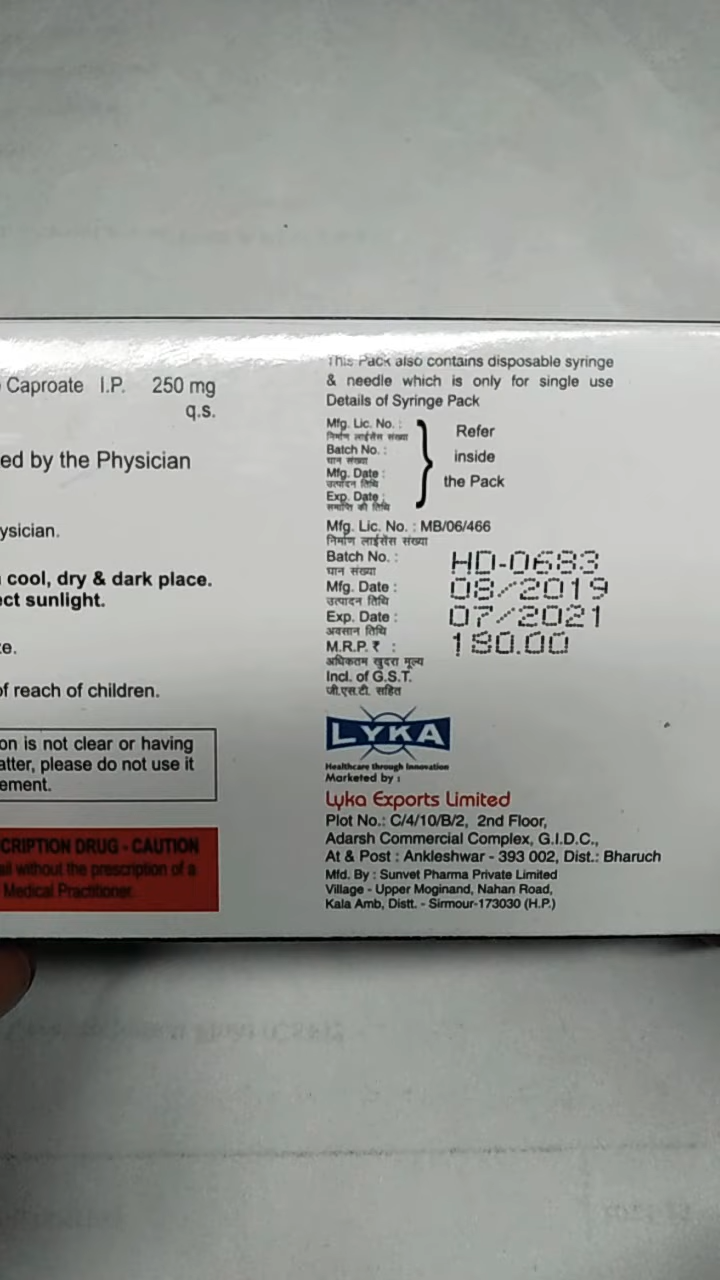 Caproate I.P. 250 mg
q.s.
ed by the Physician
ysician.
cool, dry & dark place.
ct sunlight.
e.
of reach of children.
on is not clear or having
atter, please do not use it
ement.
CRIPTION DRUG - CAUTION
ail without the prescription of a
Medical Practitioner.
This Pack also contains disposable syringe
& needle which is only for single use
Details of Syringe Pack
Mfg. Lic. No. :
निर्माण लाईसेंस संख्या
Batch No. :
घान संख्या
Mfg. Date :
उत्पादन तिथि
Exp. Date :
समाप्ति की तिथि
Refer
inside
the Pack
Mfg. Lic. No. : MB/06/466
निर्माण लाईसेंस संख्या
Batch No. : HD-0683
घान संख्या
Mfg. Date : 08/2019
उत्पादन तिथि
Exp. Date : 07/2021
अवसान तिथि
M.R.P. ₹ : 180.00
अधिकतम खुदरा मूल्य
Incl. of G.S.T.
जी.एस.टी. सहित
LYKA
Healthcare through Innovation
Marketed by :
Lyka Exports Limited
Plot No.: C/4/10/B/2, 2nd Floor,
Adarsh Commercial Complex, G.I.D.C.,
At & Post : Ankleshwar - 393 002, Dist.: Bharuch
Mfd. By : Sunvet Pharma Private Limited
Village - Upper Moginand, Nahan Road,
Kala Amb, Distt. - Sirmour-173030 (H.P.)